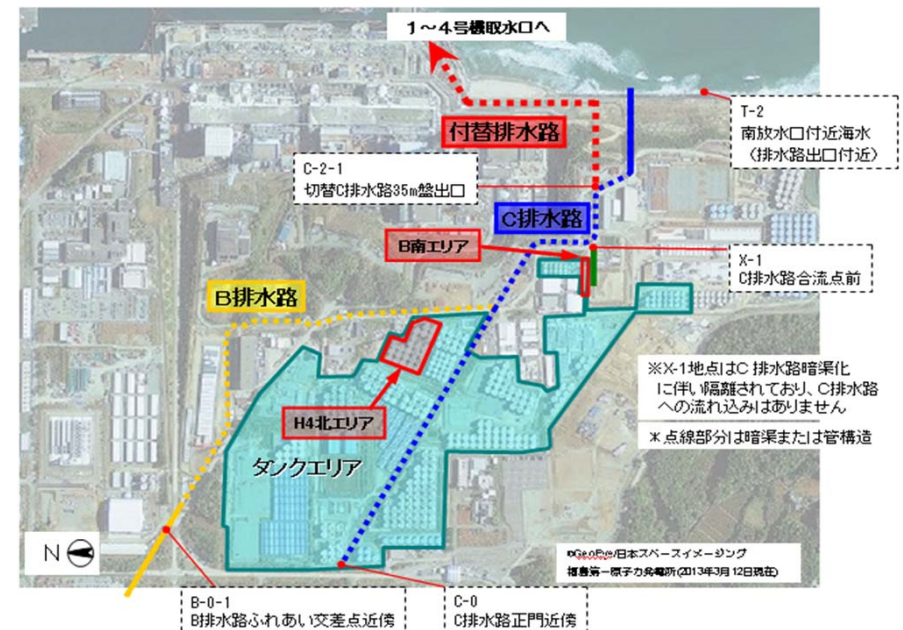 1～4号機取水口へ
T-2
南放水口付近海水
（排水路出口付近）
付替排水路
C-2-1
切替C排水路35m盤出口
C排水路
B南エリア
X-1
C排水路合流点前
B排水路
※X-1地点はC 排水路暗渠化
に伴い隔離されており、C排水路
への流れ込みはありません
＊点線部分は暗渠または管構造
H4北エリア
タンクエリア
N
©GeoEye/日本スペースイメージング
福島第一原子力発電所(2013年3月12日現在)
B-0-1
B排水路ふれあい交差点近傍
C-0
C排水路正門近傍